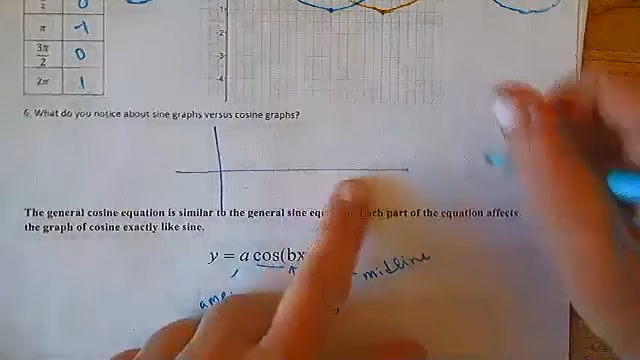 2
0
-1
-3
-4
π
-1
3π
2
0
2π
1
6. What do you notice about sine graphs versus cosine graphs?
The general cosine equation is similar to the general sine Each part of the equation affects
the graph of cosine exactly like sine.
y = a cos(bx
midline